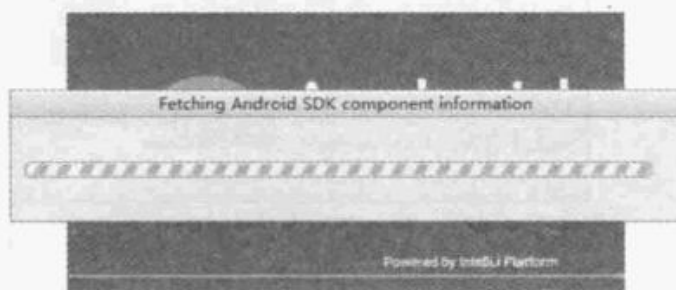 Fetching Android SDK component information
Powered by IntelliJ Platform